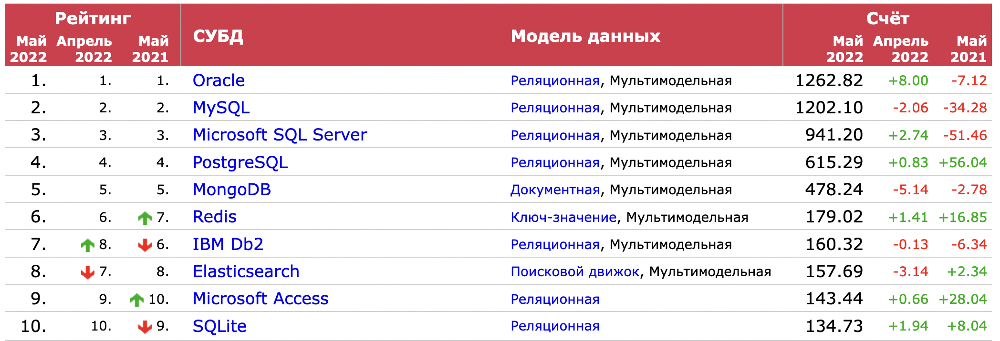 Рейтинг СУБД Модель данных Счёт
Май 2022 Апрель 2022 Май 2021 Май 2022 Апрель 2022 Май 2021
1. 1. 1. Oracle Реляционная, Мультимодельная 1262.82 +8.00 -7.12
2. 2. 2. MySQL Реляционная, Мультимодельная 1202.10 -2.06 -34.28
3. 3. 3. Microsoft SQL Server Реляционная, Мультимодельная 941.20 +2.74 -51.46
4. 4. 4. PostgreSQL Реляционная, Мультимодельная 615.29 +0.83 +56.04
5. 5. 5. MongoDB Документная, Мультимодельная 478.24 -5.14 -2.78
6. 6. 7. Redis Ключ-значение, Мультимодельная 179.02 +1.41 +16.85
7. 8. 6. IBM Db2 Реляционная, Мультимодельная 160.32 -0.13 -6.34
8. 7. 8. Elasticsearch Поисковой движок, Мультимодельная 157.69 -3.14 +2.34
9. 9. 10. Microsoft Access Реляционная 143.44 +0.66 +28.04
10. 10. 9. SQLite Реляционная 134.73 +1.94 +8.04